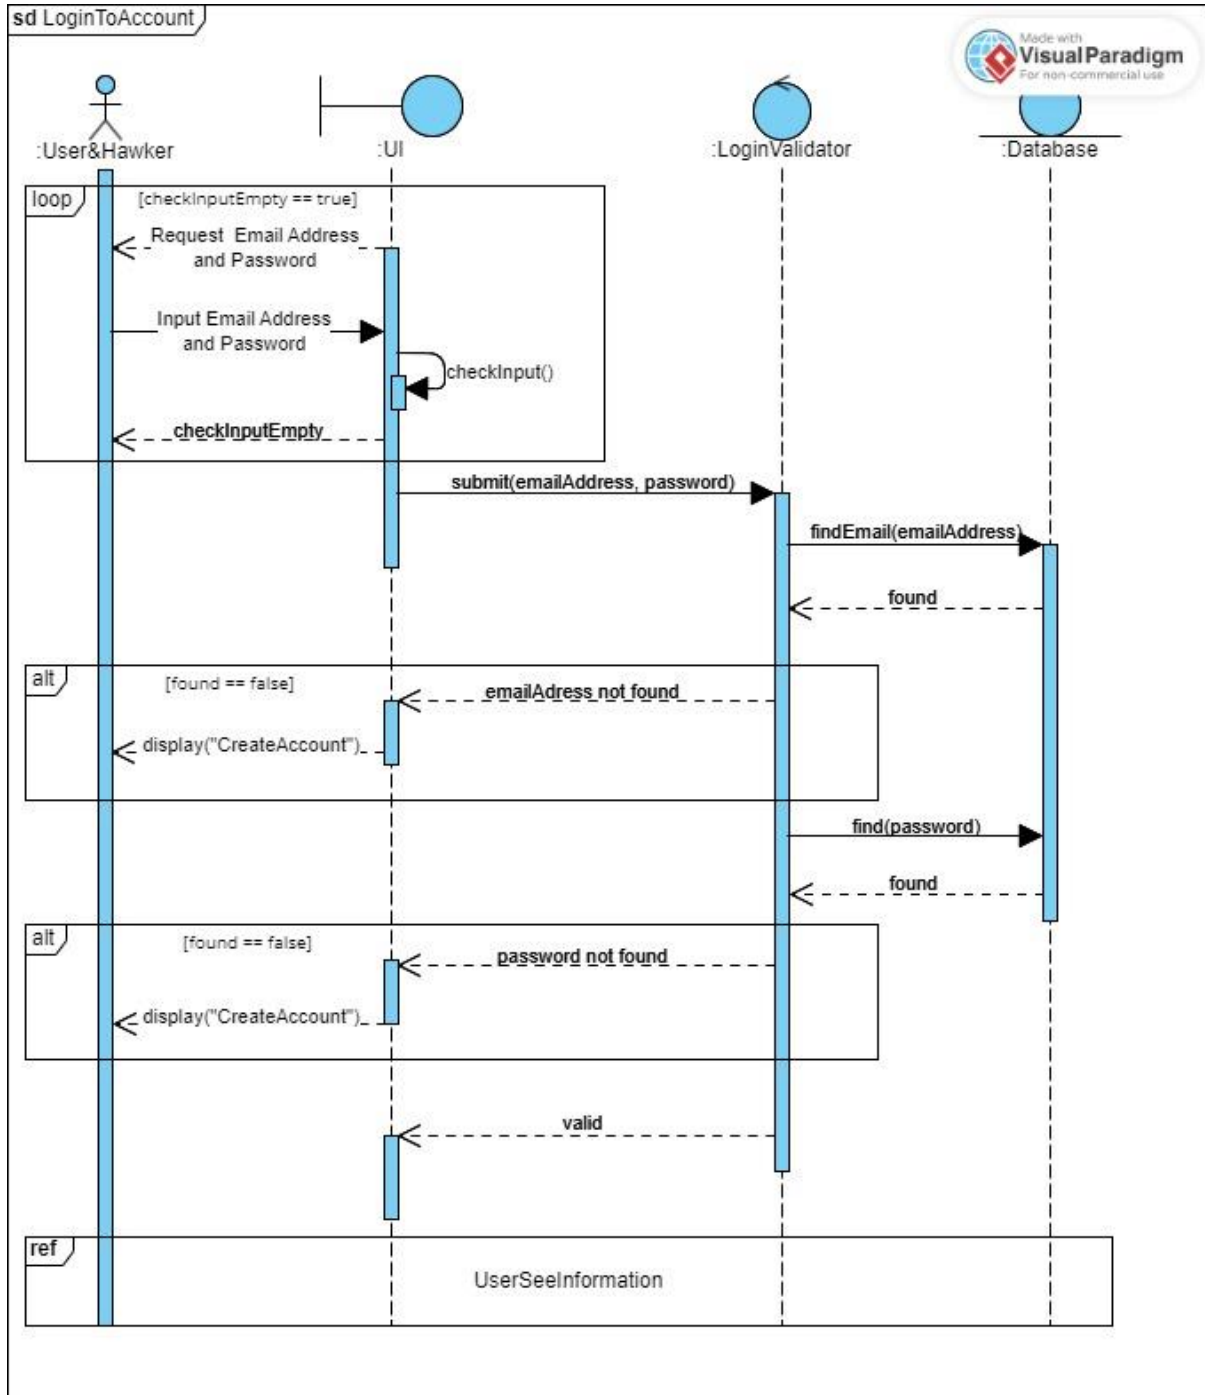 sd LoginToAccount
Made with
Visual Paradigm
For non-commercial use
:User&Hawker
:UI
:LoginValidator
:Database
loop
[checkInputEmpty == true]
Request Email Address
and Password
Input Email Address
and Password
checkInput()
checkInputEmpty
submit(emailAddress, password)
findEmail(emailAddress)
found
alt
[found == false]
emailAdress not found
display("CreateAccount")
find(password)
found
alt
[found == false]
password not found
display("CreateAccount")
valid
ref
UserSeeInformation